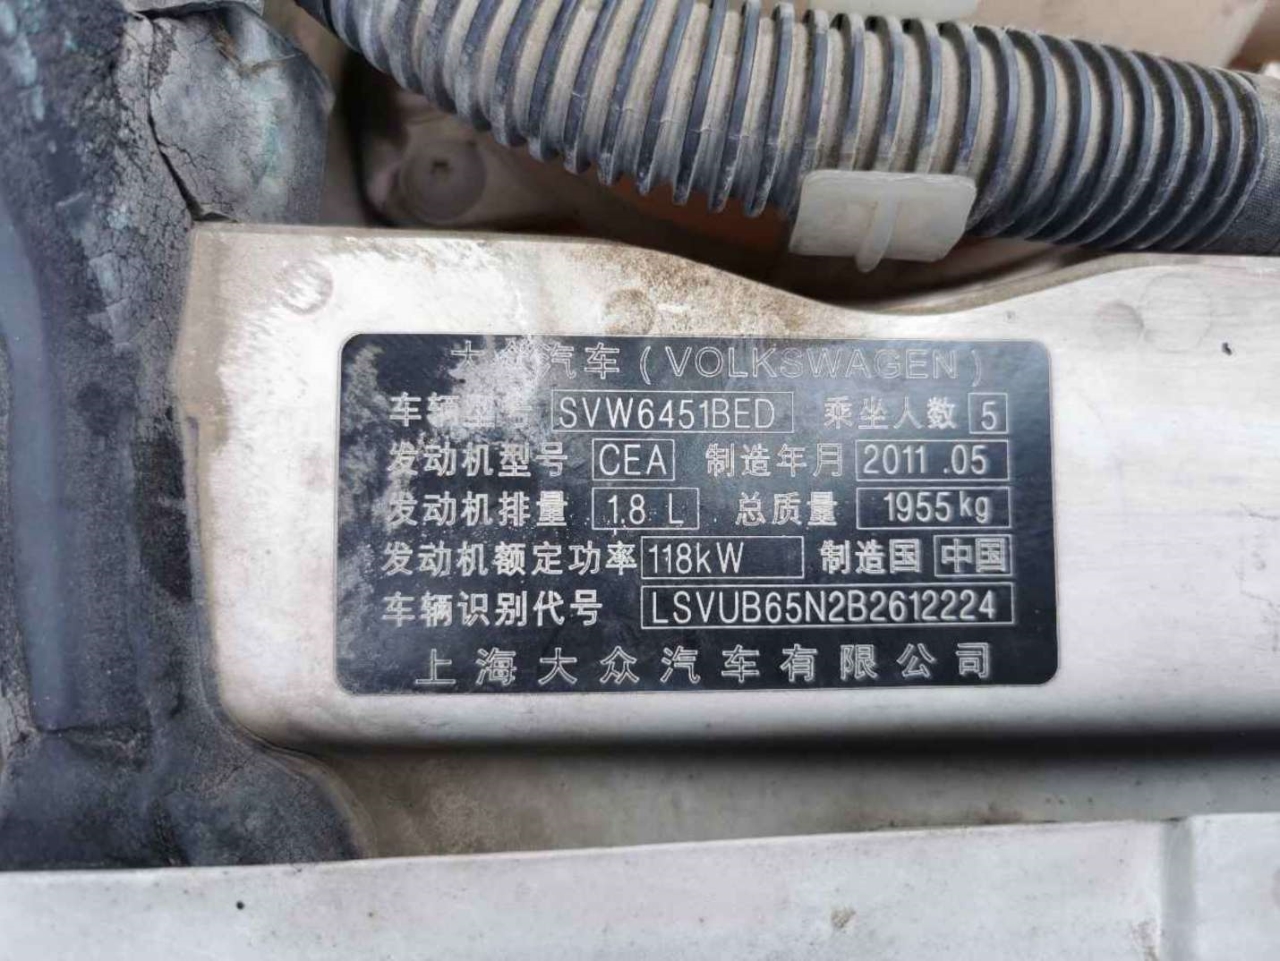 大众汽车(VOLKSWAGEN)
车辆型号 SVW6451BED 乘坐人数 5
发动机型号 CEA 制造年月 2011.05
发动机排量 1.8 L 总质量 1955kg
发动机额定功率 118kW 制造国 中国
车辆识别代号 LSVUB65N2B2612224
上海大众汽车有限公司